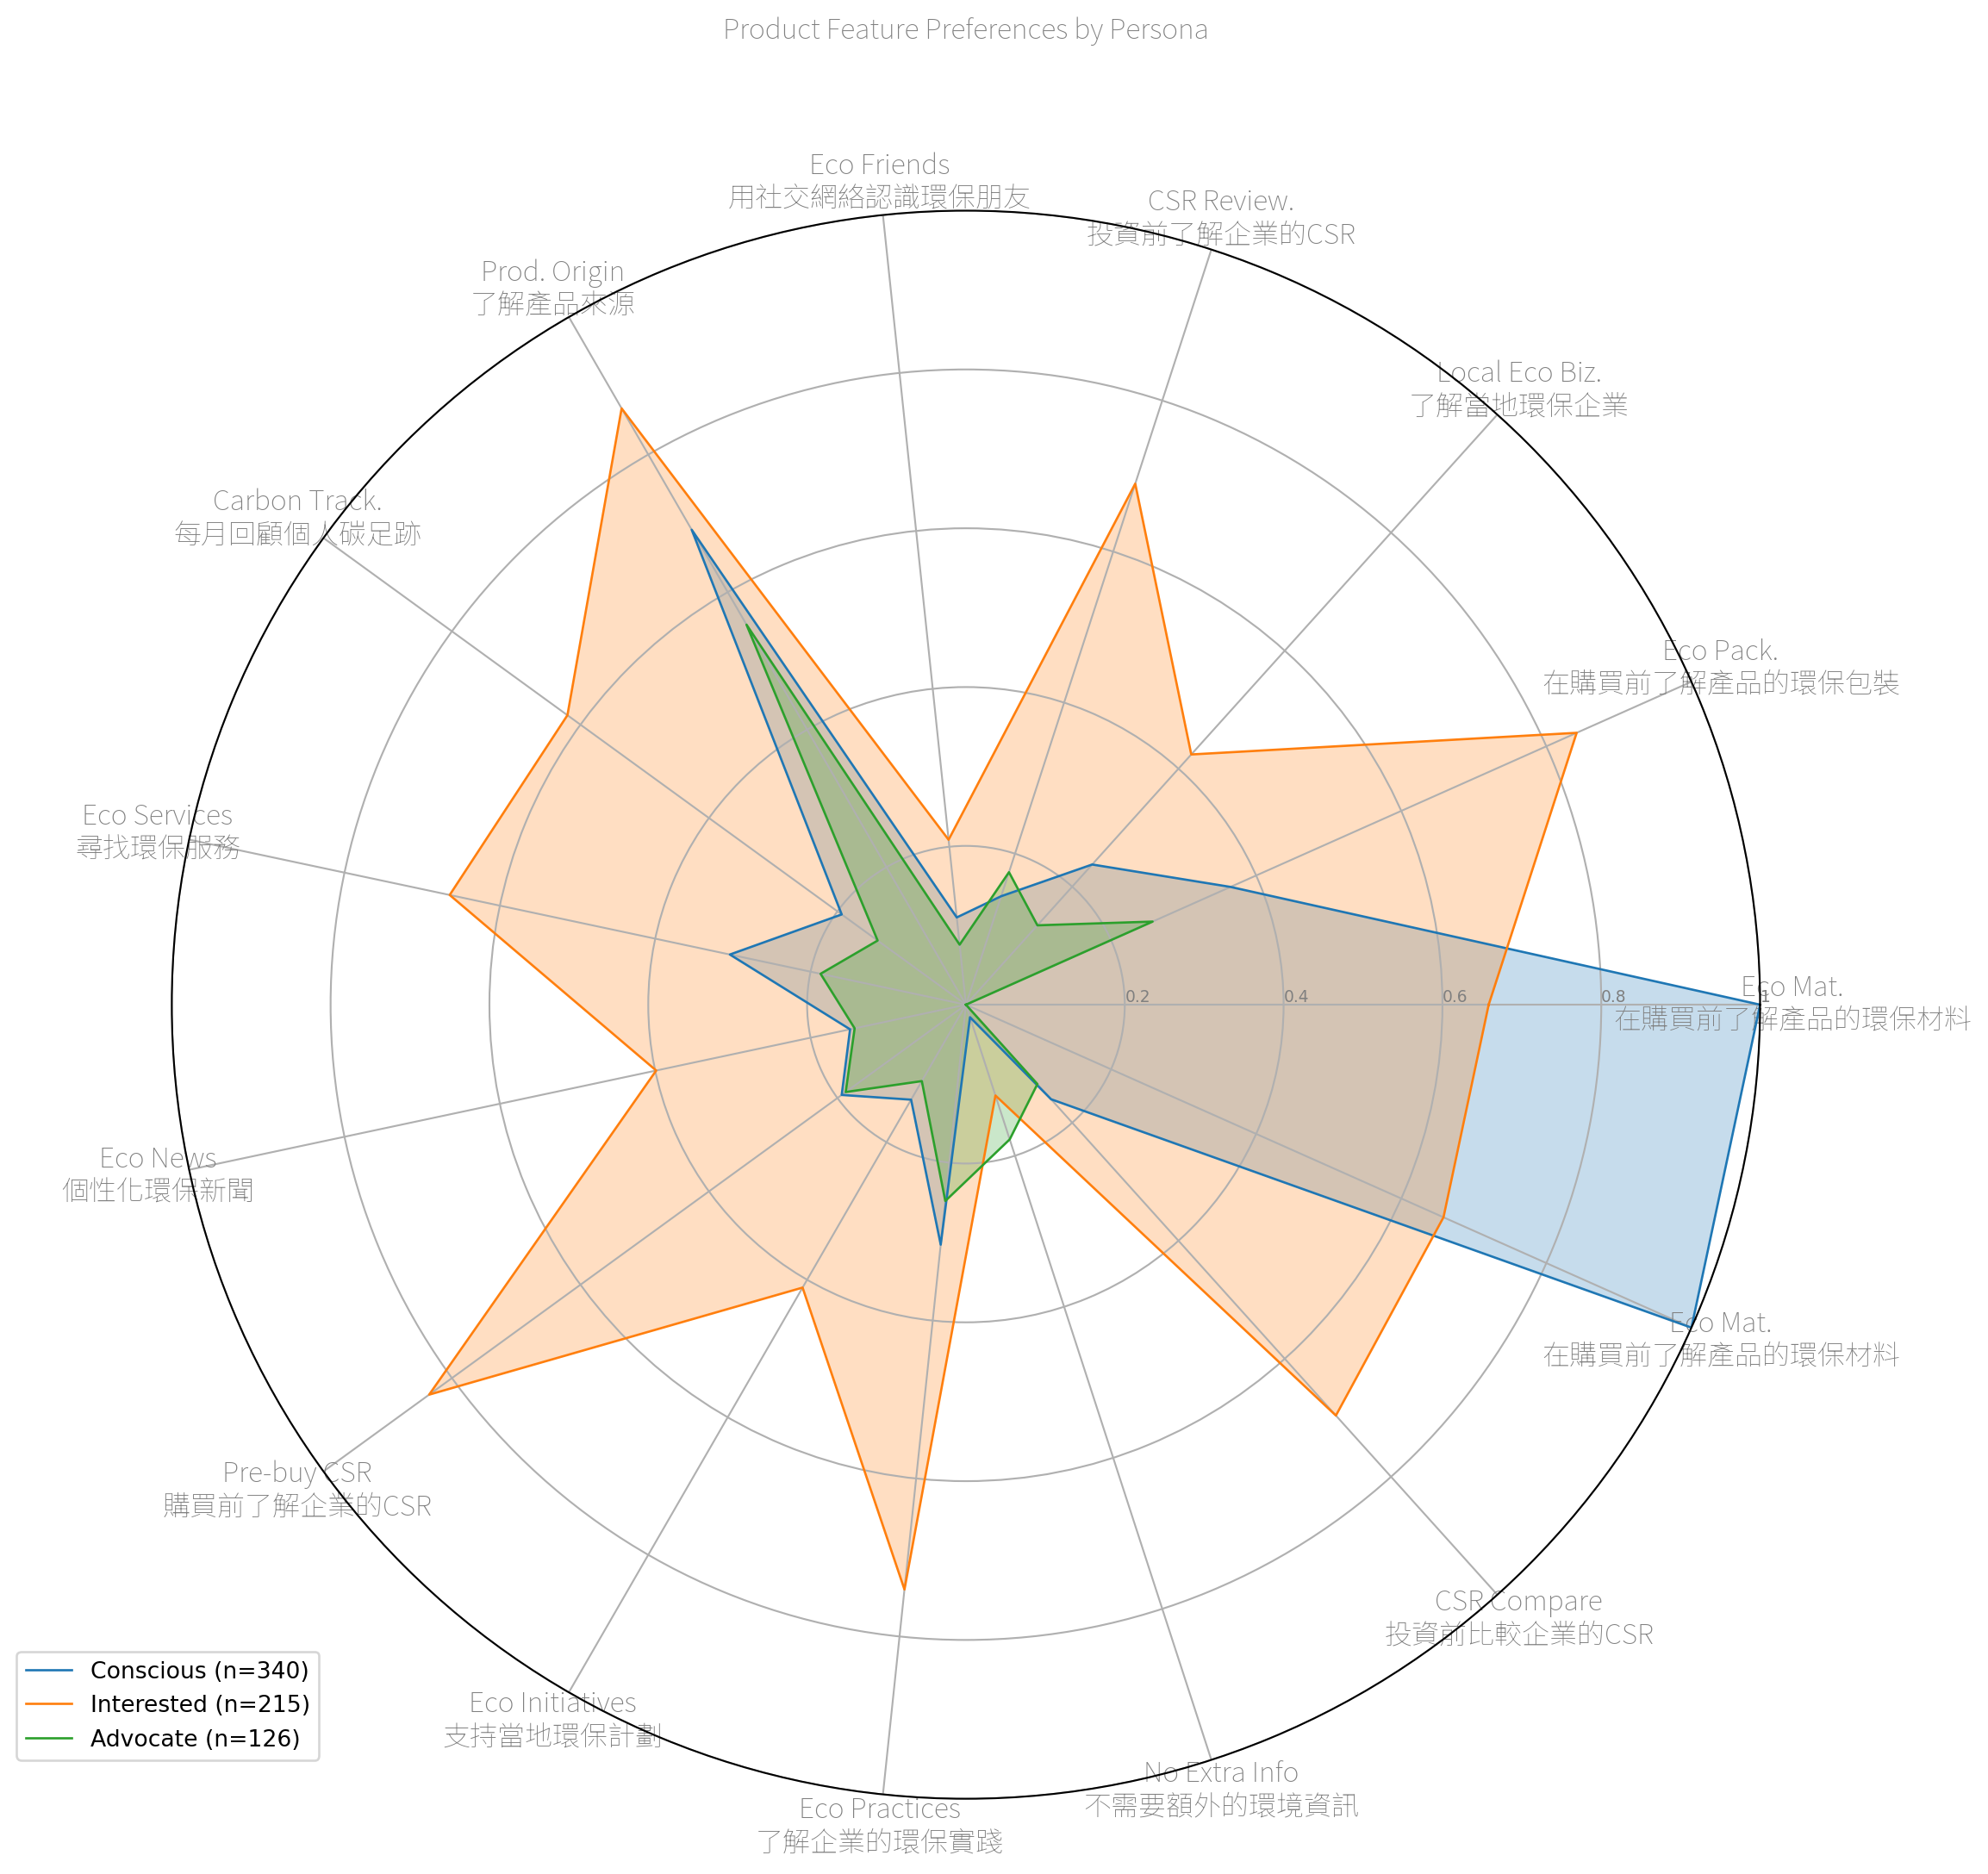 Product Feature Preferences by Persona
Eco Friends
用社交網絡認識環保朋友
CSR Review.
投資前了解企業的CSR
Prod. Origin
了解產品來源
Local Eco Biz.
了解當地環保企業
Carbon Track.
每月回顧個人碳足跡
Eco Pack.
在購買前了解產品的環保包裝
Eco Services
尋找環保服務
Eco Mat.
在購買前了解產品的環保材料
0.2
0.4
0.6
0.8
1
Eco News
個性化環保新聞
Eco Mat.
在購買前了解產品的環保材料
Pre-buy CSR
購買前了解企業的CSR
CSR Compare
投資前比較企業的CSR
Eco Initiatives
支持當地環保計劃
No Extra Info
不需要額外的環境資訊
Eco Practices
了解企業的環保實踐
Conscious (n=340)
Interested (n=215)
Advocate (n=126)